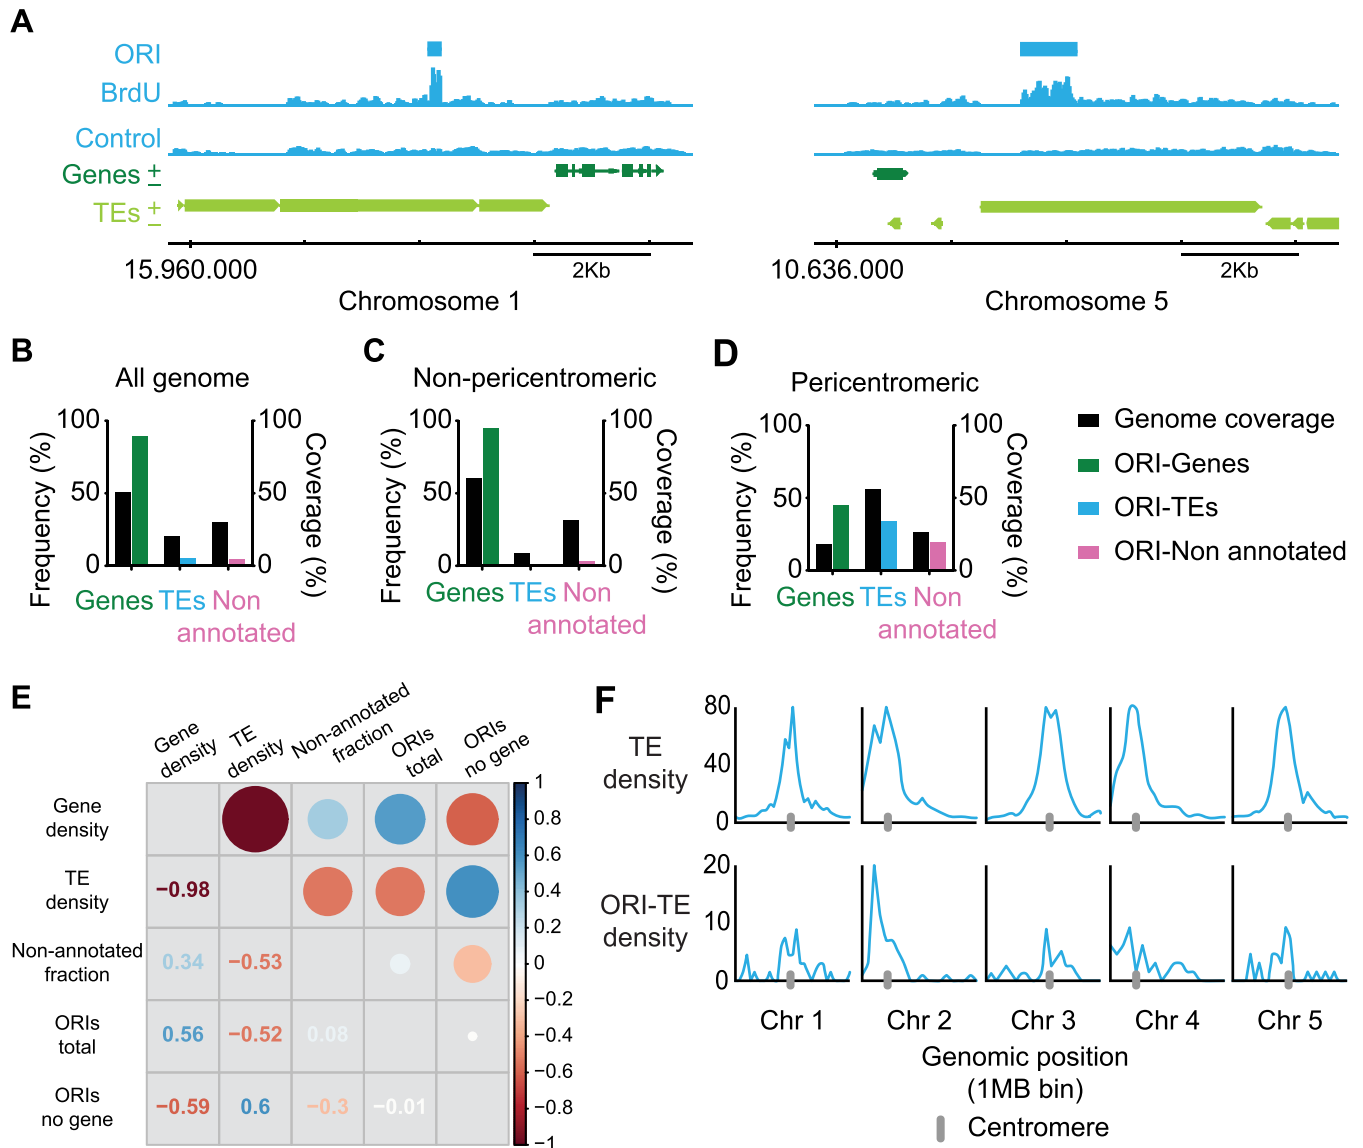 A
ORI
BrdU
Control
Genes +
−
TEs +
−
15.960.000
2Kb
Chromosome 1
10.636.000
2Kb
Chromosome 5
B
All genome
Frequency (%)
100
50
0
100
50
0
Coverage (%)
Genes TEs Non
annotated
C
Non-pericentromeric
Frequency (%)
100
50
0
100
50
0
Coverage (%)
Genes TEs Non
annotated
D
Pericentromeric
Frequency (%)
100
50
0
100
50
0
Coverage (%)
Genes TEs Non
annotated
Genome coverage
ORI-Genes
ORI-TEs
ORI-Non annotated
E
Gene
density
TE
density
Non-annotated
fraction
ORIs
total
ORIs
no gene
Gene
density
TE
density
−0.98
Non-annotated
fraction
0.34 −0.53
ORIs
total
0.56 −0.52 0.08
ORIs
no gene
−0.59 0.6 −0.3 −0.01
1
0.8
0.6
0.4
0.2
0
−0.2
−0.4
−0.6
−0.8
−1
F
TE
density
80
40
0
ORI-TE
density
20
10
0
Chr 1 Chr 2 Chr 3 Chr 4 Chr 5
Genomic position
(1MB bin)
Centromere